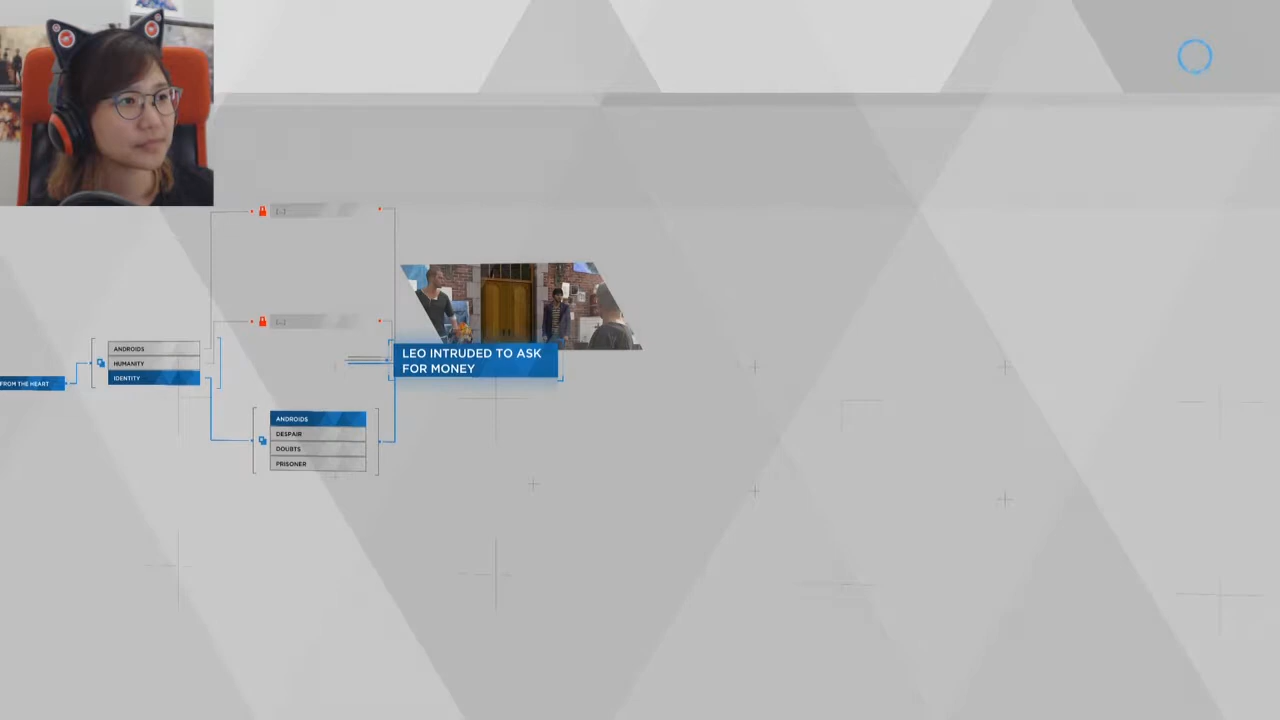 [...]
[...]
ANDROIDS
HUMANITY
IDENTITY
FROM THE HEART
LEO INTRUDED TO ASK
FOR MONEY
ANDROIDS
DESPAIR
DOUBTS
PRISONER